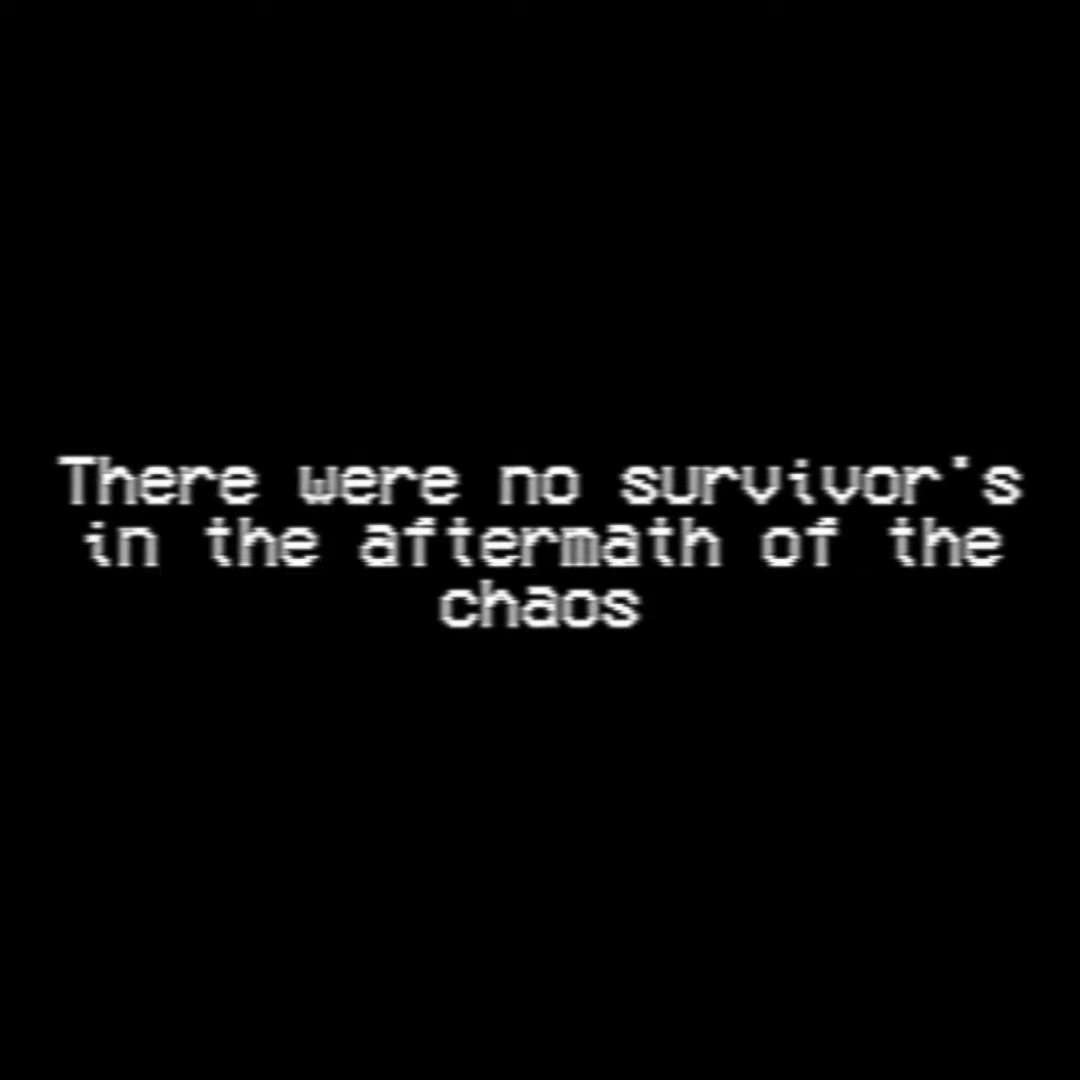 There were no survivor's
in the aftermath of the
chaos